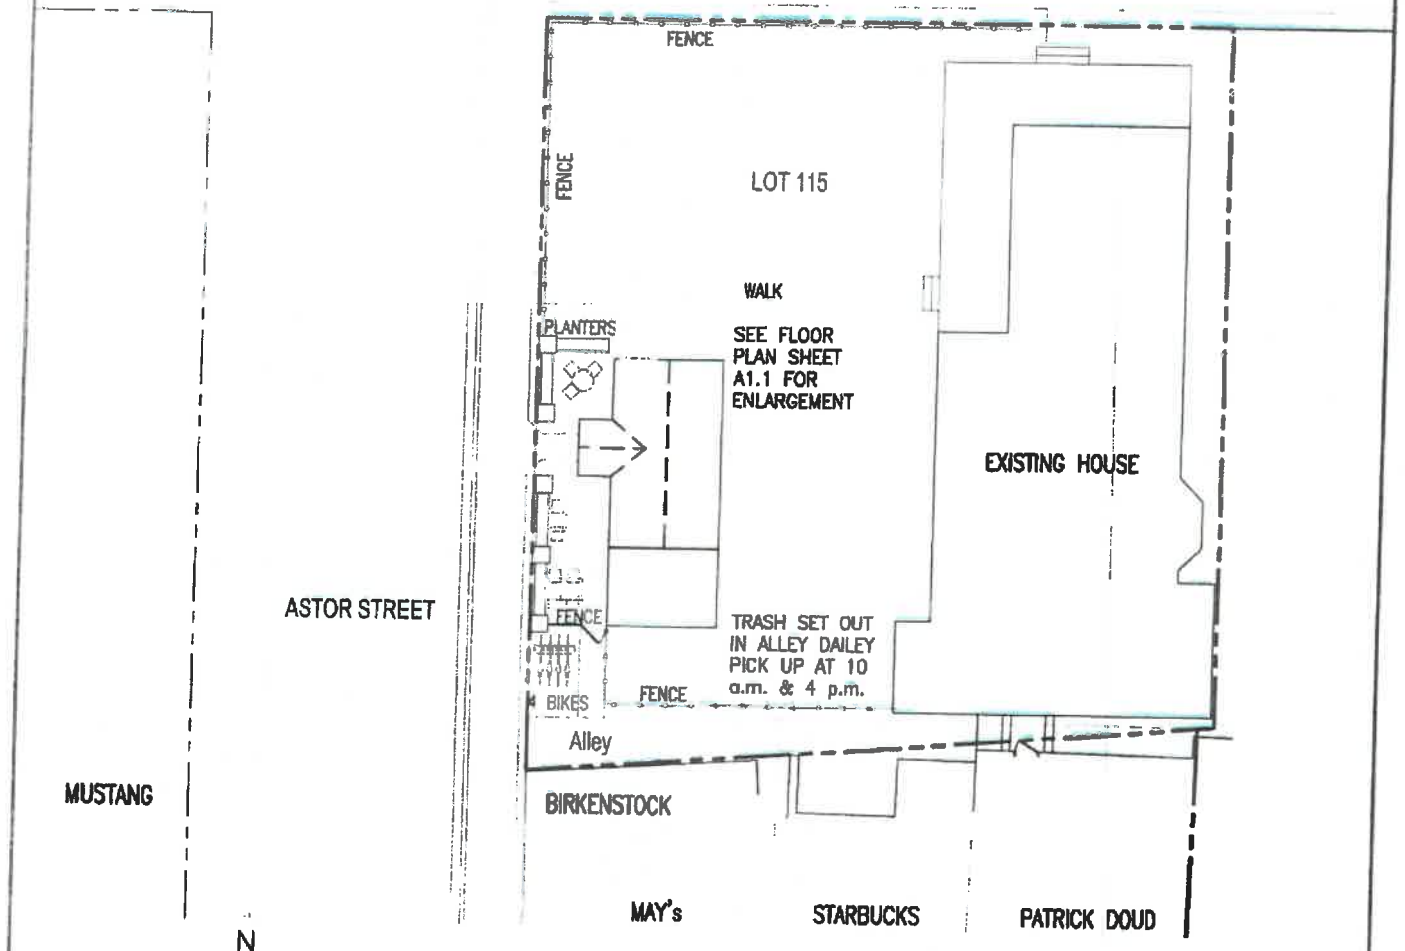 FENCE
FENCE
LOT 115
WALK
PLANTERS
SEE FLOOR
PLAN SHEET
A1.1 FOR
ENLARGEMENT
EXISTING HOUSE
ASTOR STREET
FENCE
TRASH SET OUT
IN ALLEY DAILEY
PICK UP AT 10
a.m. & 4 p.m.
BIKES
FENCE
Alley
MUSTANG
BIRKENSTOCK
MAY's
STARBUCKS
PATRICK DOUD
N